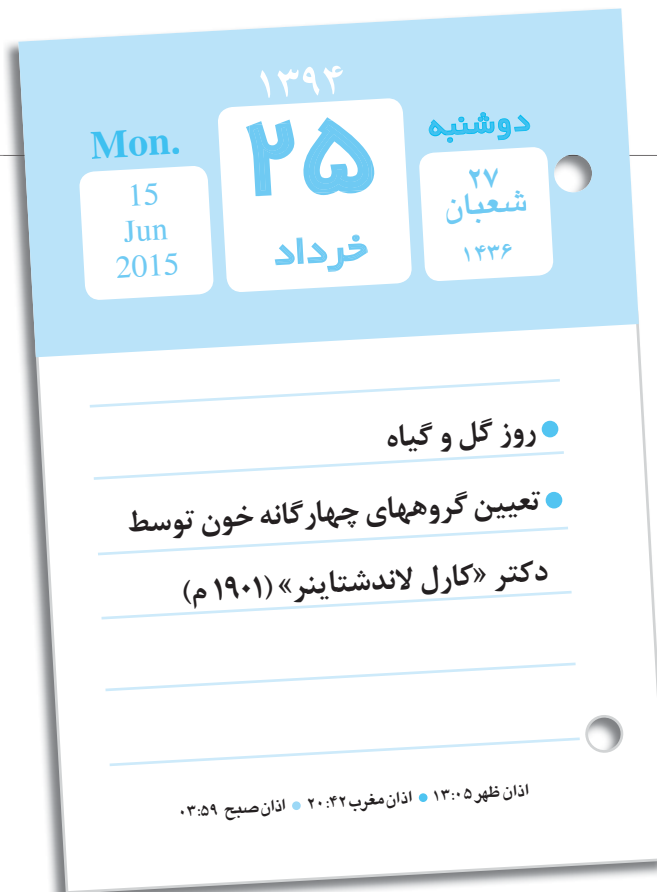 ۱۳۹۴
دوشنبه
۲۵
Mon.
۲۷
شعبان
۱۴۳۶
خرداد
15
Jun
2015
روز گل و گیاه
تعیین گروههای چهارگانه خون توسط
دکتر «کارل لاندشتاینر» (۱۹۰۱ م)
اذان ظهر ۱۳:۰۵ • اذان مغرب ۲۰:۴۲ • اذان صبح ۰۳:۵۹